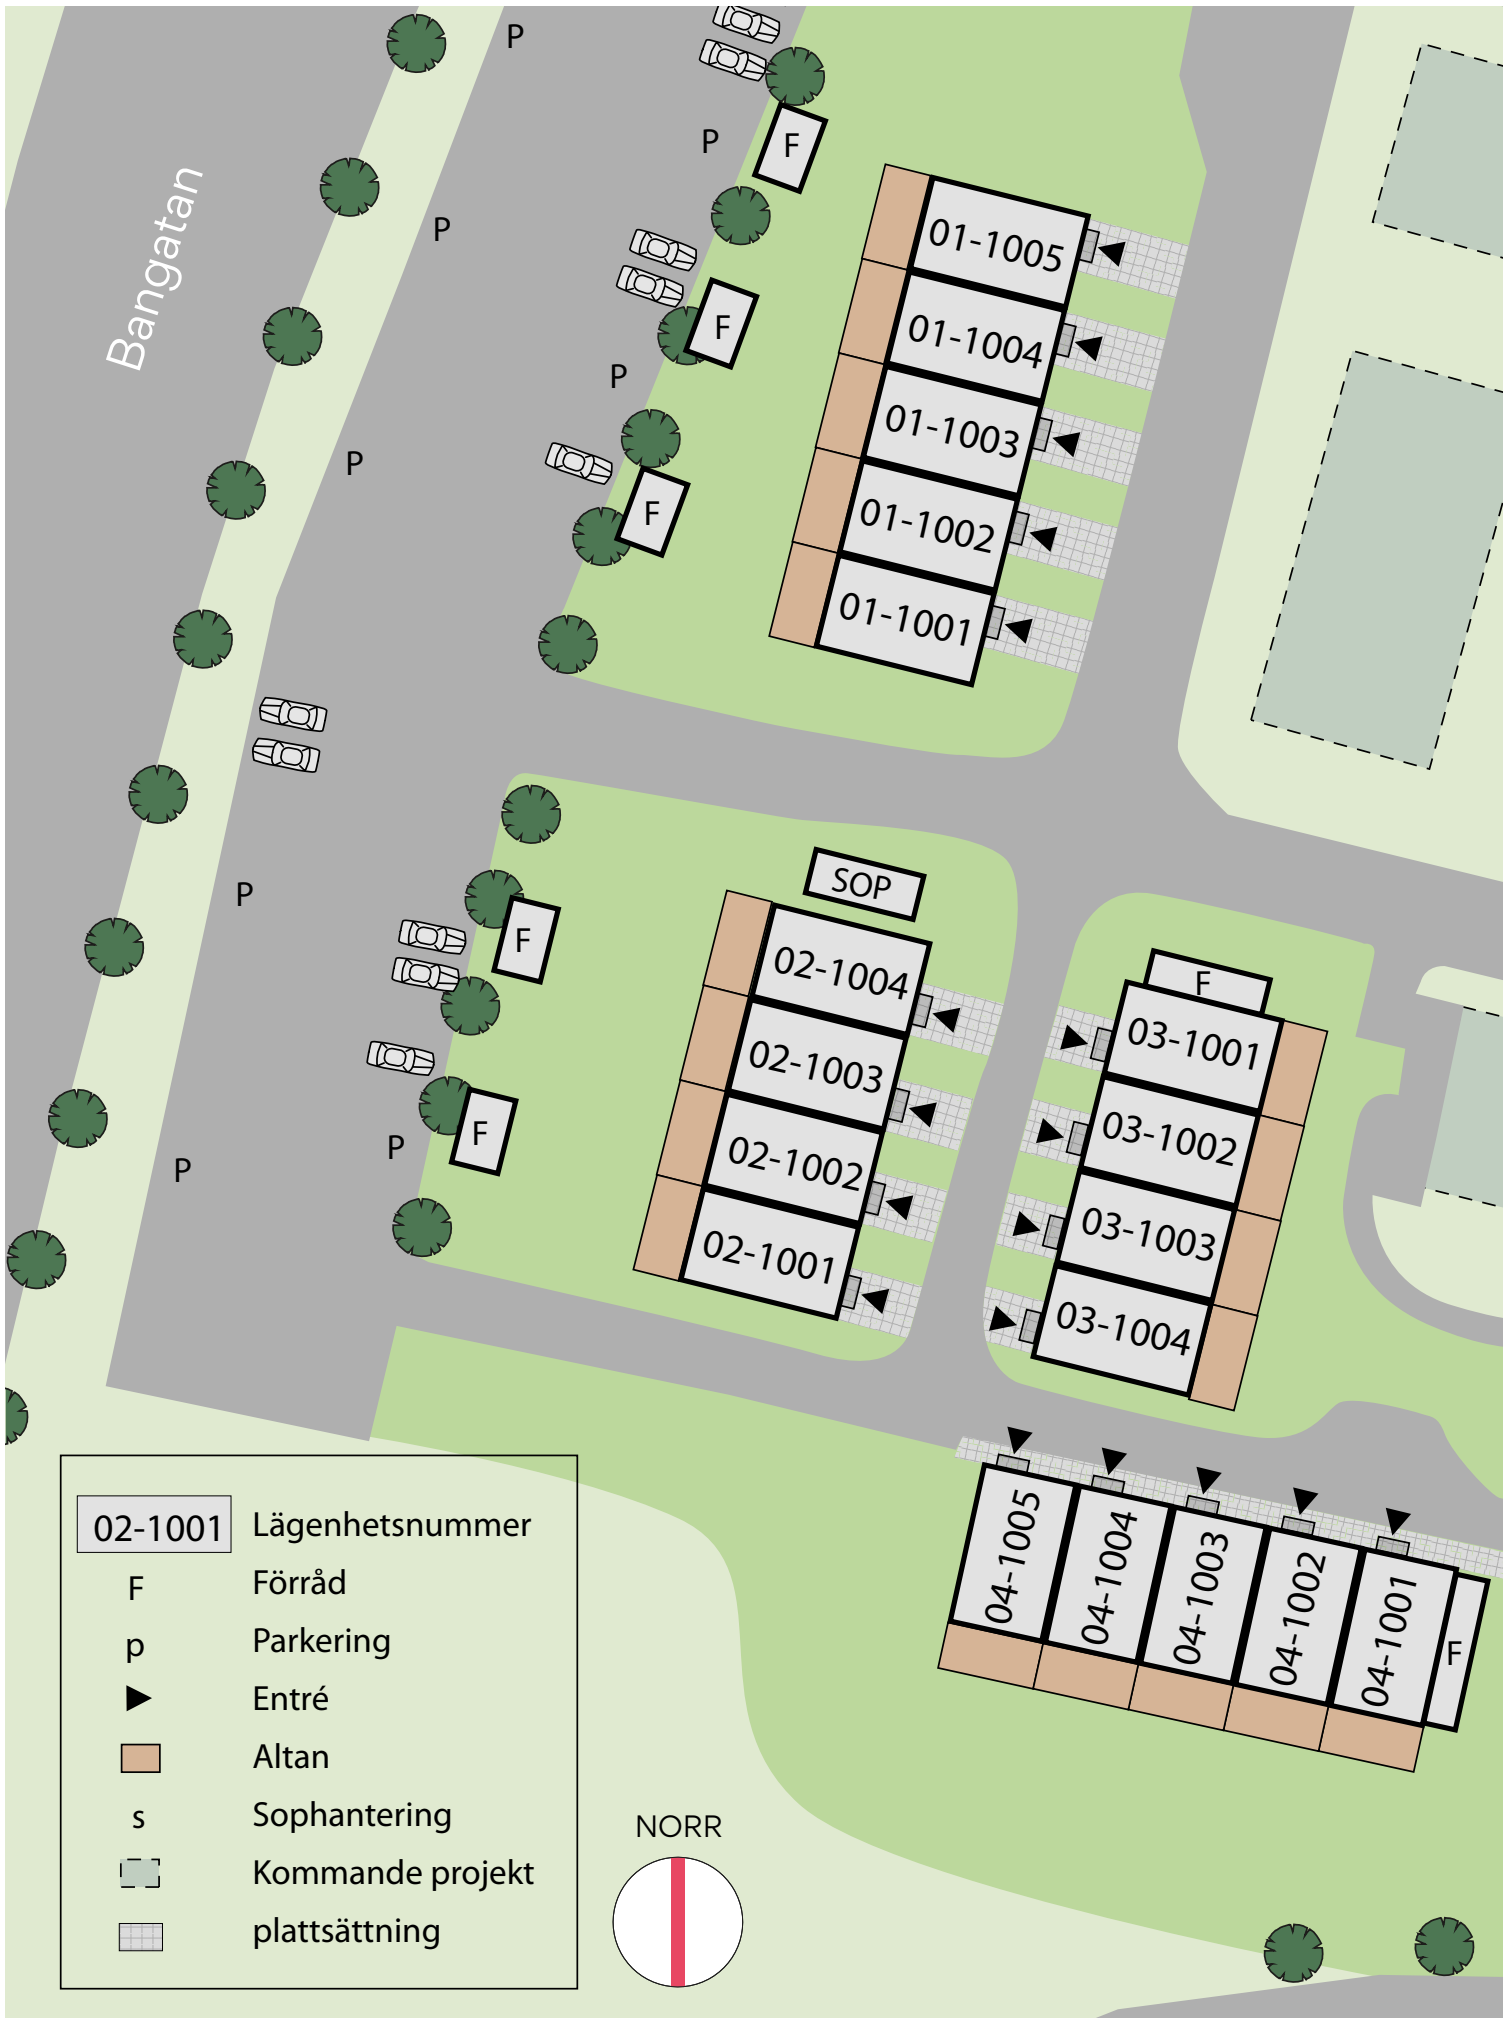 P
P
F
Bangatan
P
01-1005
F
01-1004
P
01-1003
P
F
01-1002
01-1001
SOP
P
F
02-1004
F
03-1001
02-1003
03-1002
F
P
02-1002
P
03-1003
02-1001
03-1004
04-1005
04-1004
04-1003
04-1002
04-1001
F
02-1001 Lägenhetsnummer
F Förråd
p Parkering
Entré
Altan
s Sophantering
Kommande projekt
plattsättning
NORR